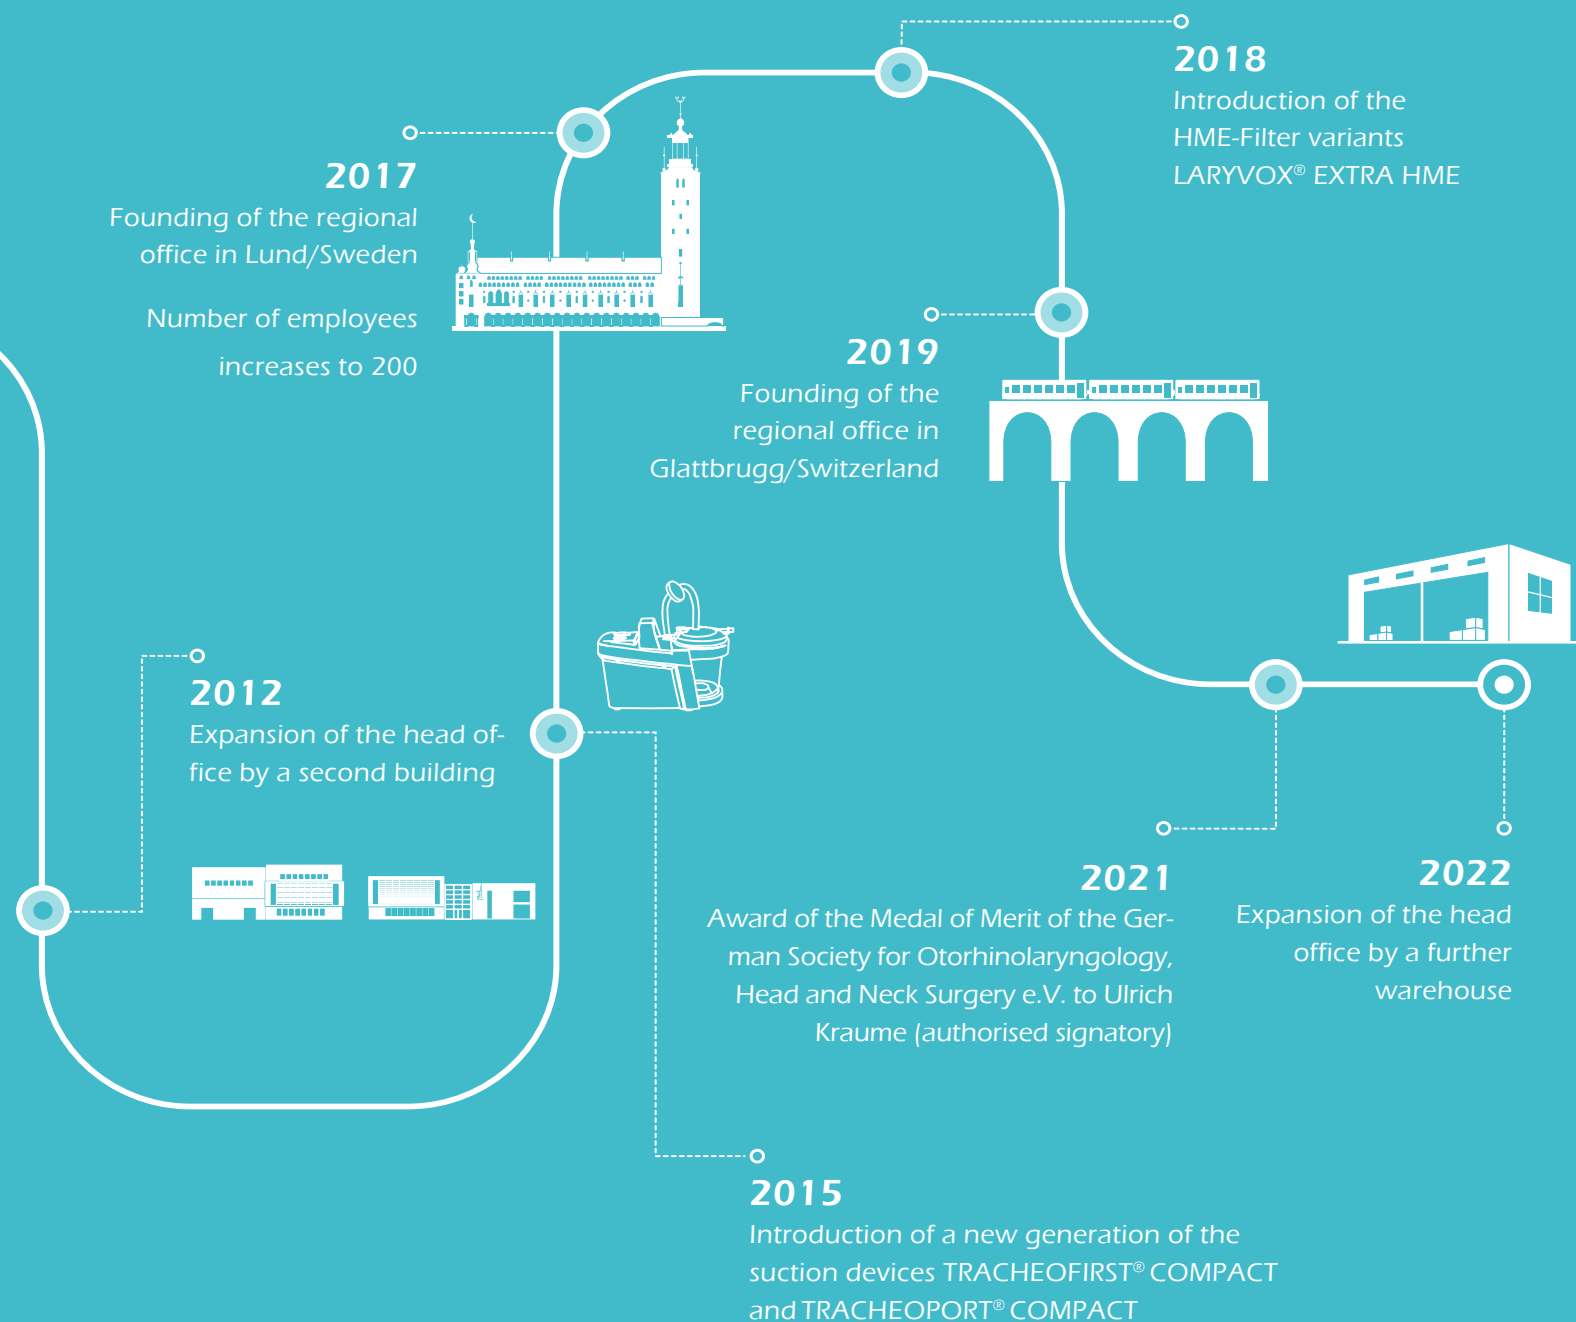 2012
Expansion of the head of-
fice by a second building
2015
Introduction of a new generation of the
suction devices TRACHEOFIRST® COMPACT
and TRACHEOPORT® COMPACT
2017
Founding of the regional
office in Lund/Sweden
Number of employees
increases to 200
2018
Introduction of the
HME-Filter variants
LARYVOX® EXTRA HME
2019
Founding of the
regional office in
Glattbrugg/Switzerland
2021
Award of the Medal of Merit of the Ger-
man Society for Otorhinolaryngology,
Head and Neck Surgery e.V. to Ulrich
Kraume (authorised signatory)
2022
Expansion of the head
office by a further
warehouse